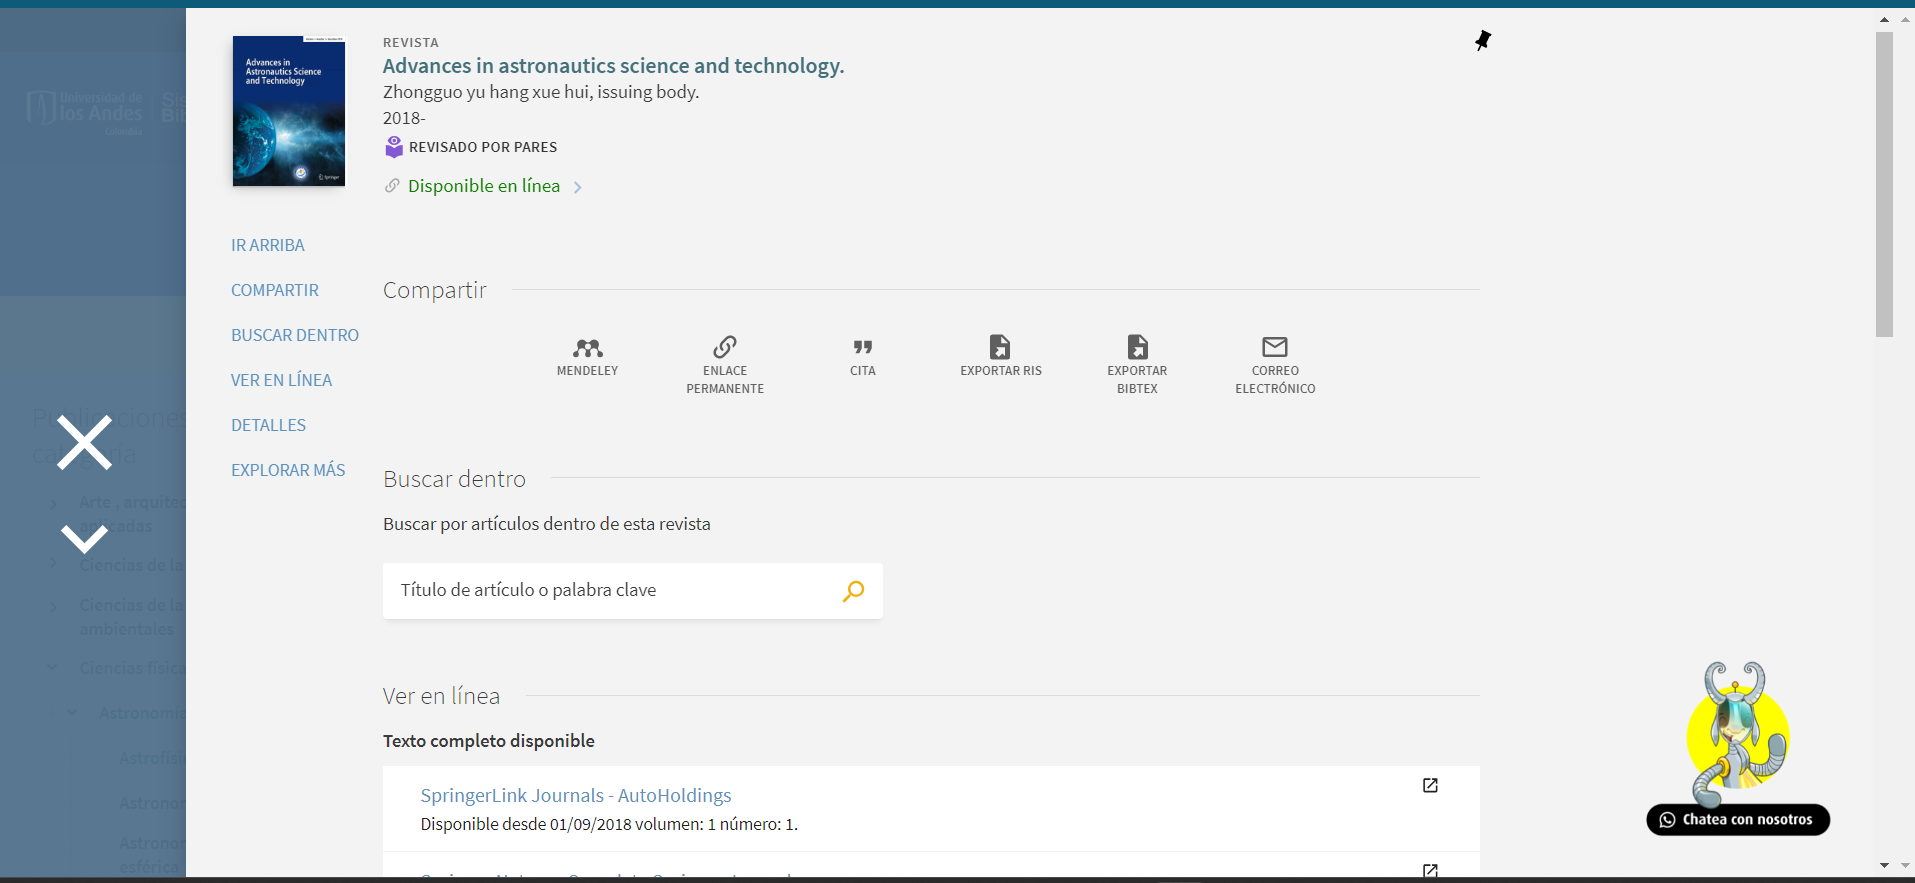 Universidad de
los Andes
Colombia
Advances in
Astronautics Science
and Technology
Springer
REVISTA
Advances in astronautics science and technology.
Zhongguo yu hang xue hui, issuing body.
2018-
REVISADO POR PARES
Disponible en línea
IR ARRIBA
COMPARTIR
BUSCAR DENTRO
VER EN LÍNEA
DETALLES
EXPLORAR MÁS
Compartir
MENDELEY
ENLACE
PERMANENTE
CITA
EXPORTAR RIS
EXPORTAR
BIBTEX
CORREO
ELECTRÓNICO
Buscar dentro
Buscar por artículos dentro de esta revista
Título de artículo o palabra clave
Ver en línea
Texto completo disponible
SpringerLink Journals - AutoHoldings
Disponible desde 01/09/2018 volumen: 1 número: 1.
Publicaciones
Arte , arquitec
aplicadas
Ciencias de la
Ciencias de la
ambientales
Ciencias física
Astronomía
Astrofísi
Astronor
Astronor
esférica
Chatea con nosotros